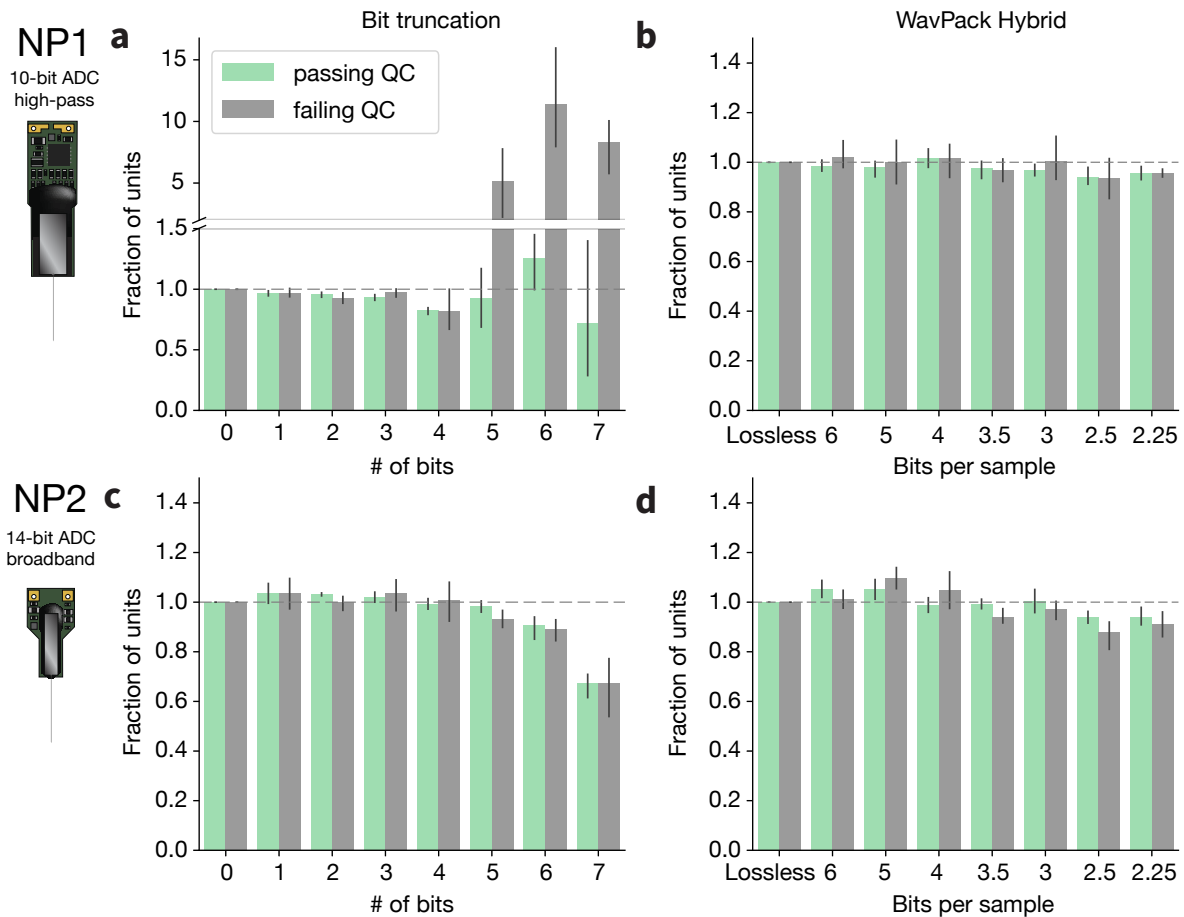 NP1
10-bit ADC
high-pass
a
Bit truncation
15
10
5
1.5
1.0
0.5
0.0
Fraction of units
passing QC
failing QC
0 1 2 3 4 5 6 7
# of bits
b
WavPack Hybrid
1.4
1.2
1.0
0.8
0.6
0.4
0.2
0.0
Fraction of units
Lossless 6 5 4 3.5 3 2.5 2.25
Bits per sample
NP2
14-bit ADC
broadband
c
1.4
1.2
1.0
0.8
0.6
0.4
0.2
0.0
Fraction of units
0 1 2 3 4 5 6 7
# of bits
d
1.4
1.2
1.0
0.8
0.6
0.4
0.2
0.0
Fraction of units
Lossless 6 5 4 3.5 3 2.5 2.25
Bits per sample